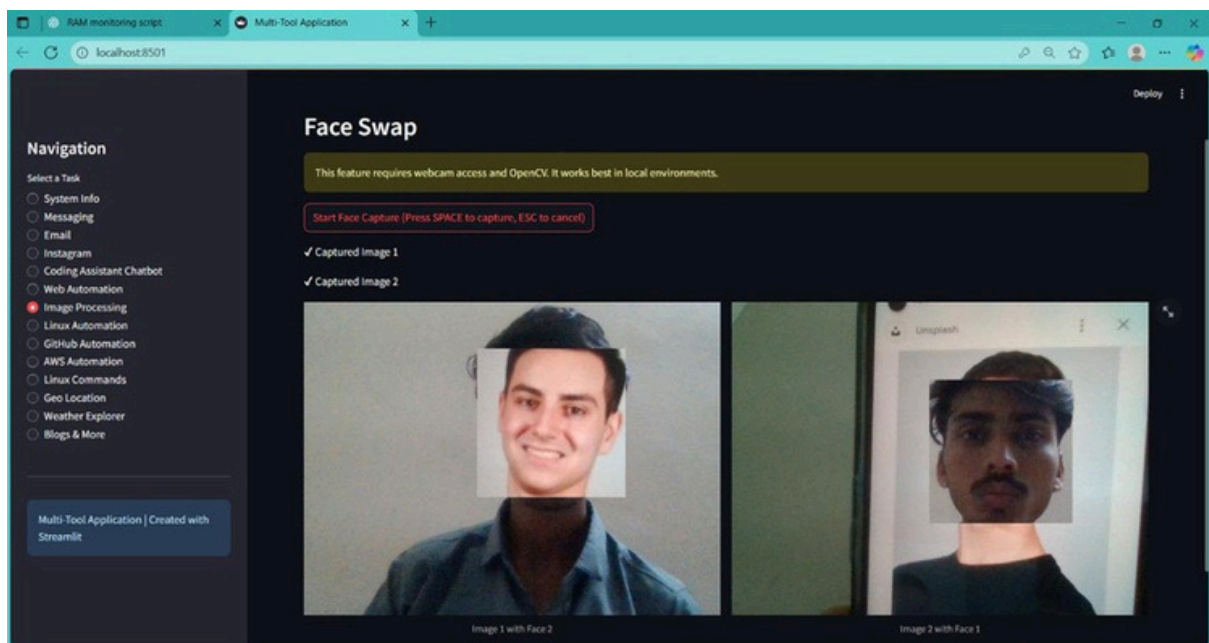 RAM monitoring script
Multi-Tool Application
localhost:8501
Deploy
Navigation
Select a Task
System Info
Messaging
Email
Instagram
Coding Assistant Chatbot
Web Automation
Image Processing
Linux Automation
GitHub Automation
AWS Automation
Linux Commands
Geo Location
Weather Explorer
Blogs & More
Multi-Tool Application | Created with
Streamlit
Face Swap
This feature requires webcam access and OpenCV. It works best in local environments.
Start Face Capture (Press SPACE to capture, ESC to cancel)
✓ Captured Image 1
✓ Captured Image 2
Unsplash
Image 1 with Face 2
Image 2 with Face 1